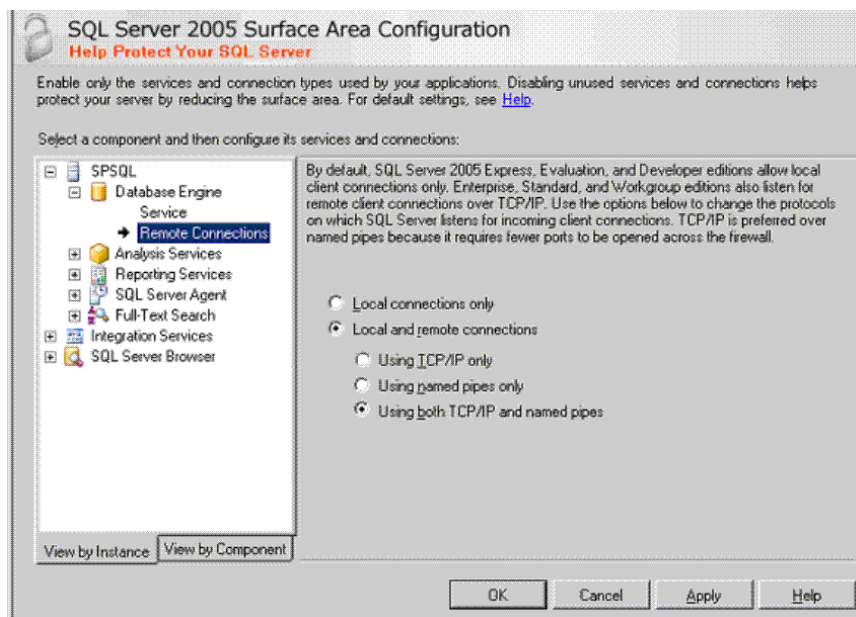 SQL Server 2005 Surface Area Configuration
Help Protect Your SQL Server
Enable only the services and connection types used by your applications. Disabling unused services and connections helps
protect your server by reducing the surface area. For default settings, see Help.
Select a component and then configure its services and connections:
SPSQL
Database Engine
Service
Remote Connections
Analysis Services
Reporting Services
SQL Server Agent
Full-Text Search
Integration Services
SQL Server Browser
View by Instance
View by Component
By default, SQL Server 2005 Express, Evaluation, and Developer editions allow local
client connections only. Enterprise, Standard, and Workgroup editions also listen for
remote client connections over TCP/IP. Use the options below to change the protocols
on which SQL Server listens for incoming client connections. TCP/IP is preferred over
named pipes because it requires fewer ports to be opened across the firewall.
Local connections only
Local and remote connections
Using TCP/IP only
Using named pipes only
Using both TCP/IP and named pipes
OK
Cancel
Apply
Help